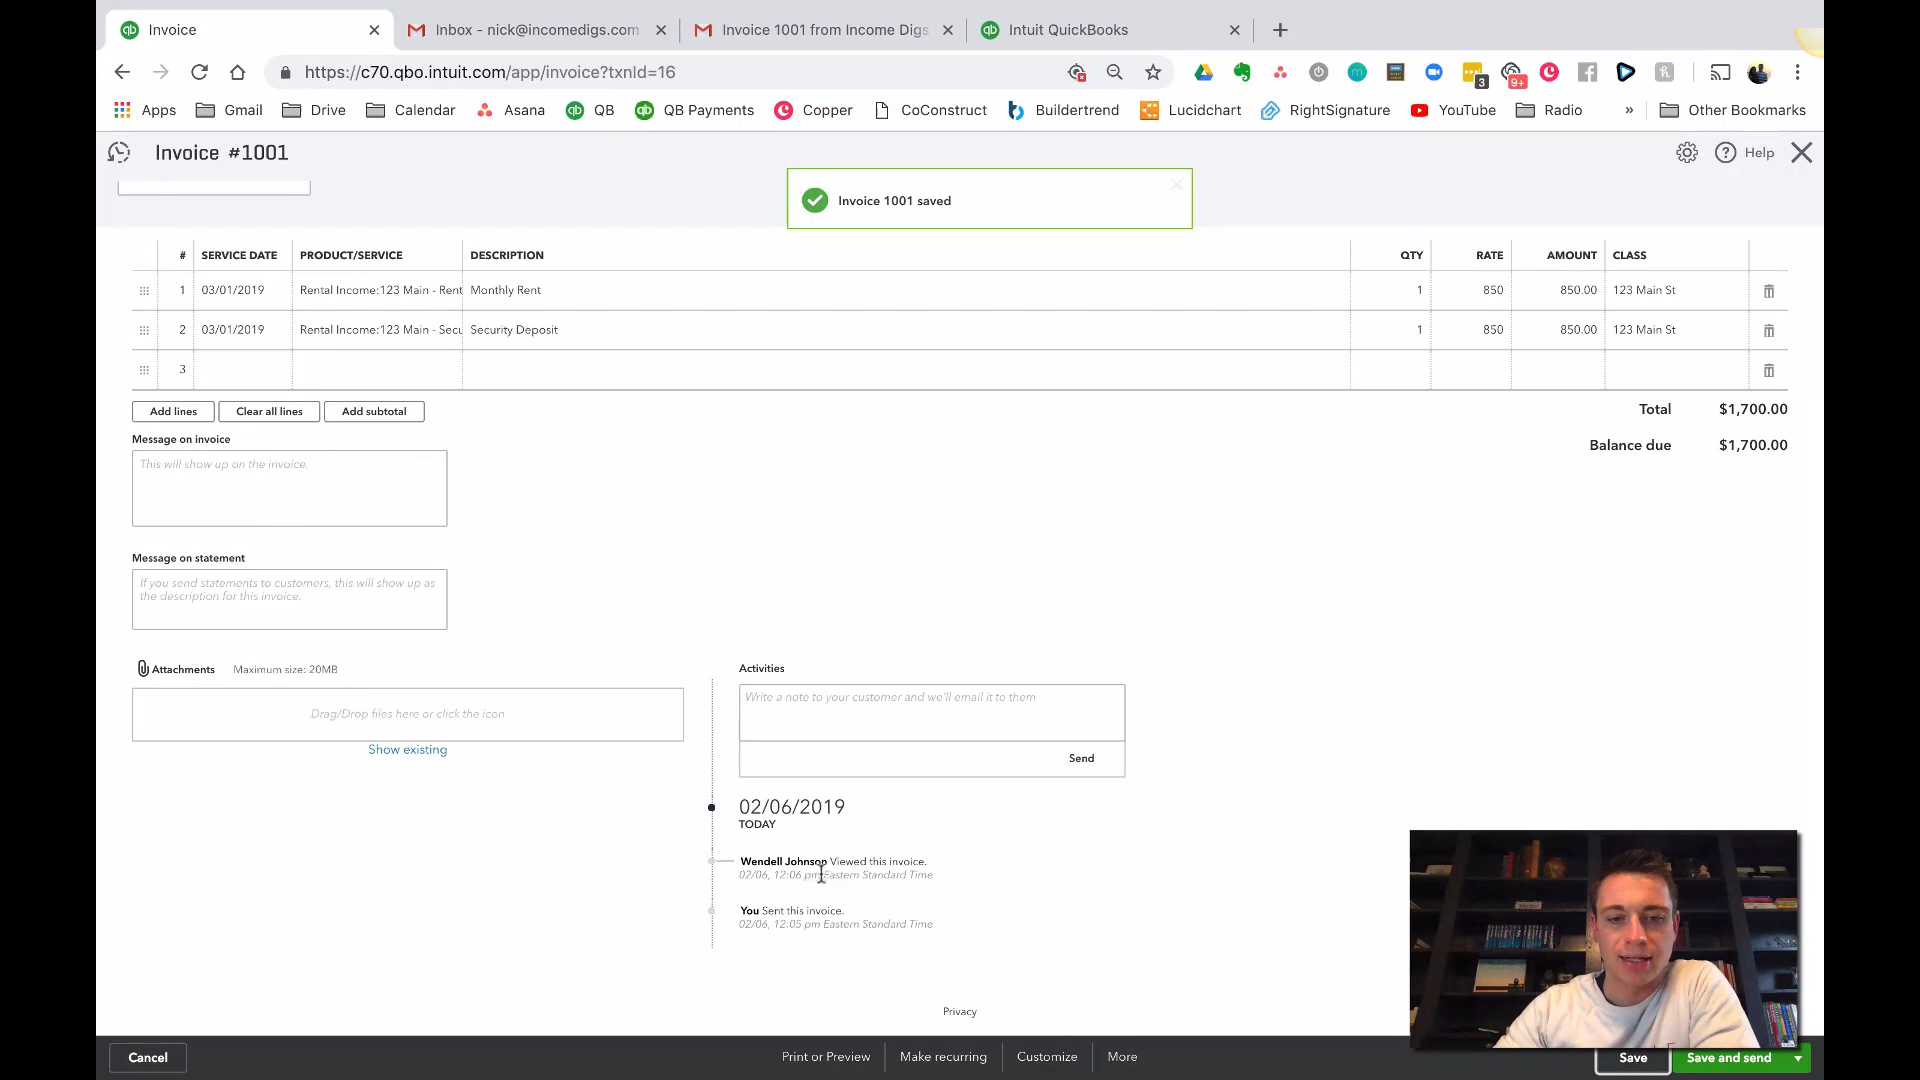 Invoice
Inbox - nick@incomedigs.com
Invoice 1001 from Income Digs
Intuit QuickBooks
https://c70.qbo.intuit.com/app/invoice?txnId=16
3
9+
Apps
Gmail
Drive
Calendar
Asana
QB
QB Payments
Copper
CoConstruct
Buildertrend
Lucidchart
RightSignature
YouTube
Radio
»
Other Bookmarks
Invoice #1001
Help
Invoice 1001 saved
# SERVICE DATE PRODUCT/SERVICE DESCRIPTION QTY RATE AMOUNT CLASS
1 03/01/2019 Rental Income:123 Main - Rent Monthly Rent 1 850 850.00 123 Main St
2 03/01/2019 Rental Income:123 Main - Secu Security Deposit 1 850 850.00 123 Main St
3
Add lines Clear all lines Add subtotal
Total $1,700.00
Balance due $1,700.00
Message on invoice
This will show up on the invoice.
Message on statement
If you send statements to customers, this will show up as
the description for this invoice.
Attachments Maximum size: 20MB
Drag/Drop files here or click the icon
Show existing
Activities
Write a note to your customer and we'll email it to them
Send
02/06/2019
TODAY
Wendell Johnson Viewed this invoice.
02/06, 12:06 pm Eastern Standard Time
You Sent this invoice.
02/06, 12:05 pm Eastern Standard Time
Privacy
Cancel
Print or Preview
Make recurring
Customize
More
Save
Save and send